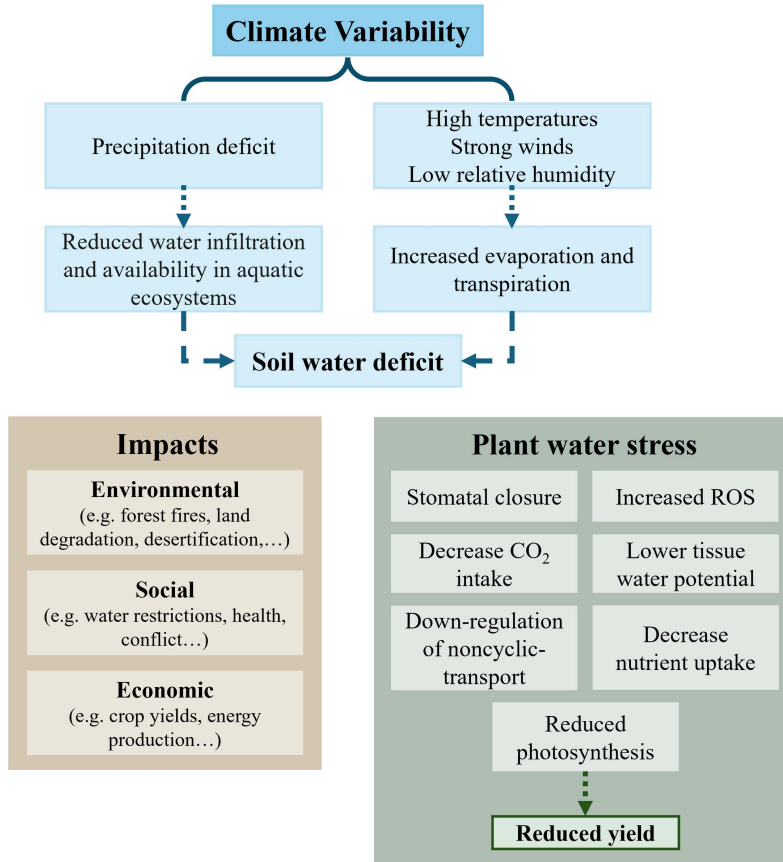 Climate Variability
Precipitation deficit
High temperatures
Strong winds
Low relative humidity
Reduced water infiltration
and availability in aquatic
ecosystems
Increased evaporation and
transpiration
Soil water deficit
Impacts
Environmental
(e.g. forest fires, land
degradation, desertification,…)
Social
(e.g. water restrictions, health,
conflict…)
Economic
(e.g. crop yields, energy
production…)
Plant water stress
Stomatal closure
Increased ROS
Decrease CO₂
intake
Lower tissue
water potential
Down-regulation
of noncyclic-
transport
Decrease
nutrient uptake
Reduced
photosynthesis
Reduced yield